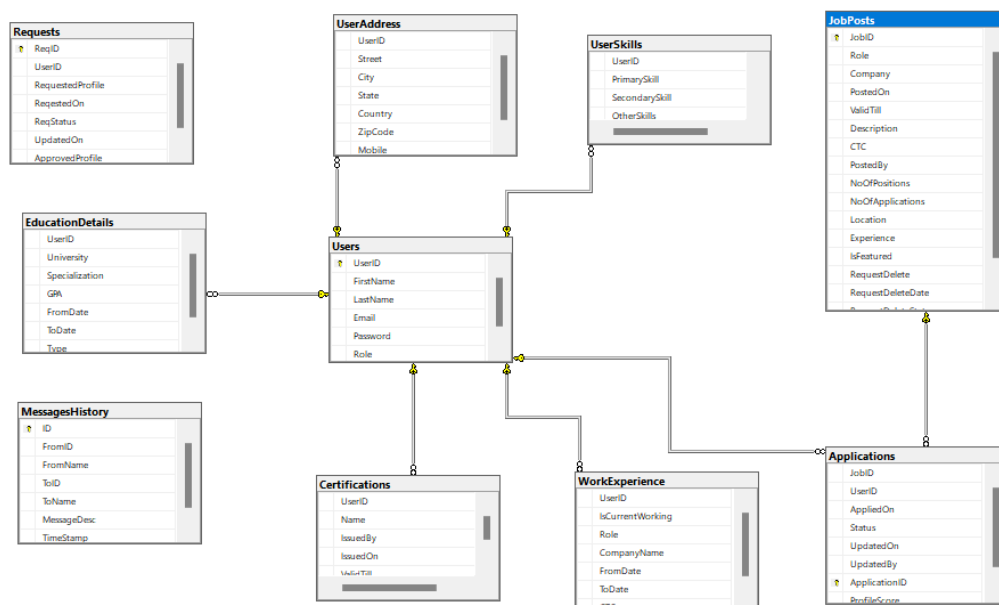 Requests
ReqID
UserID
RequestedProfile
ReqestedOn
ReqStatus
UpdatedOn
ApprovedProfile
UserAddress
UserID
Street
City
State
Country
ZipCode
Mobile
UserSkills
UserID
PrimarySkill
SecondarySkill
OtherSkills
JobPosts
JobID
Role
Company
PostedOn
ValidTill
Description
CTC
PostedBy
NoOfPositions
NoOfApplications
Location
Experience
IsFeatured
RequestDelete
RequestDeleteDate
EducationDetails
UserID
University
Specialization
GPA
FromDate
ToDate
Type
Users
UserID
FirstName
LastName
Email
Password
Role
MessagesHistory
ID
FromID
FromName
ToID
ToName
MessageDesc
TimeStamp
Certifications
UserID
Name
IssuedBy
IssuedOn
ValidTill
WorkExperience
UserID
IsCurrentWorking
Role
CompanyName
FromDate
ToDate
Applications
JobID
UserID
AppliedOn
Status
UpdatedOn
UpdatedBy
ApplicationID
ProfileScore